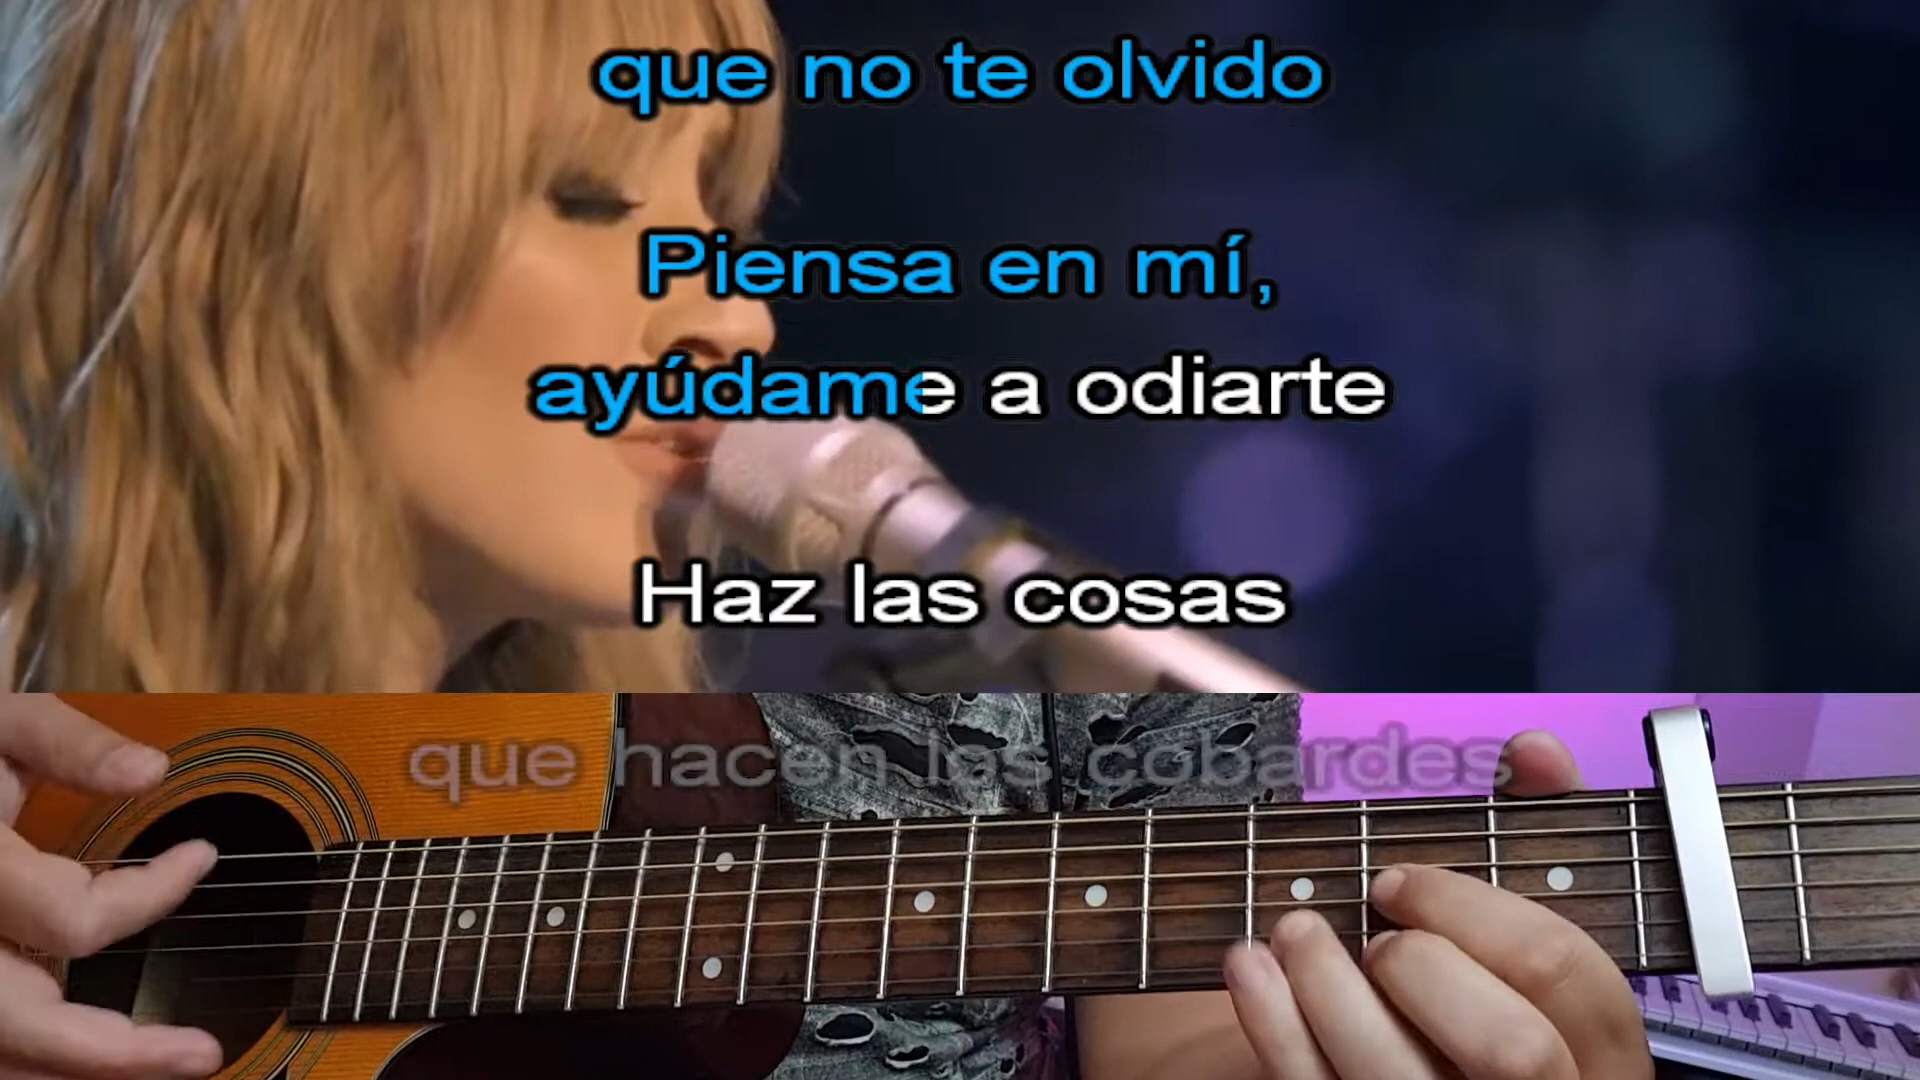 que no te olvido
Piensa en mí,
ayúdame a odiarte
Haz las cosas
que hacen los cobardes